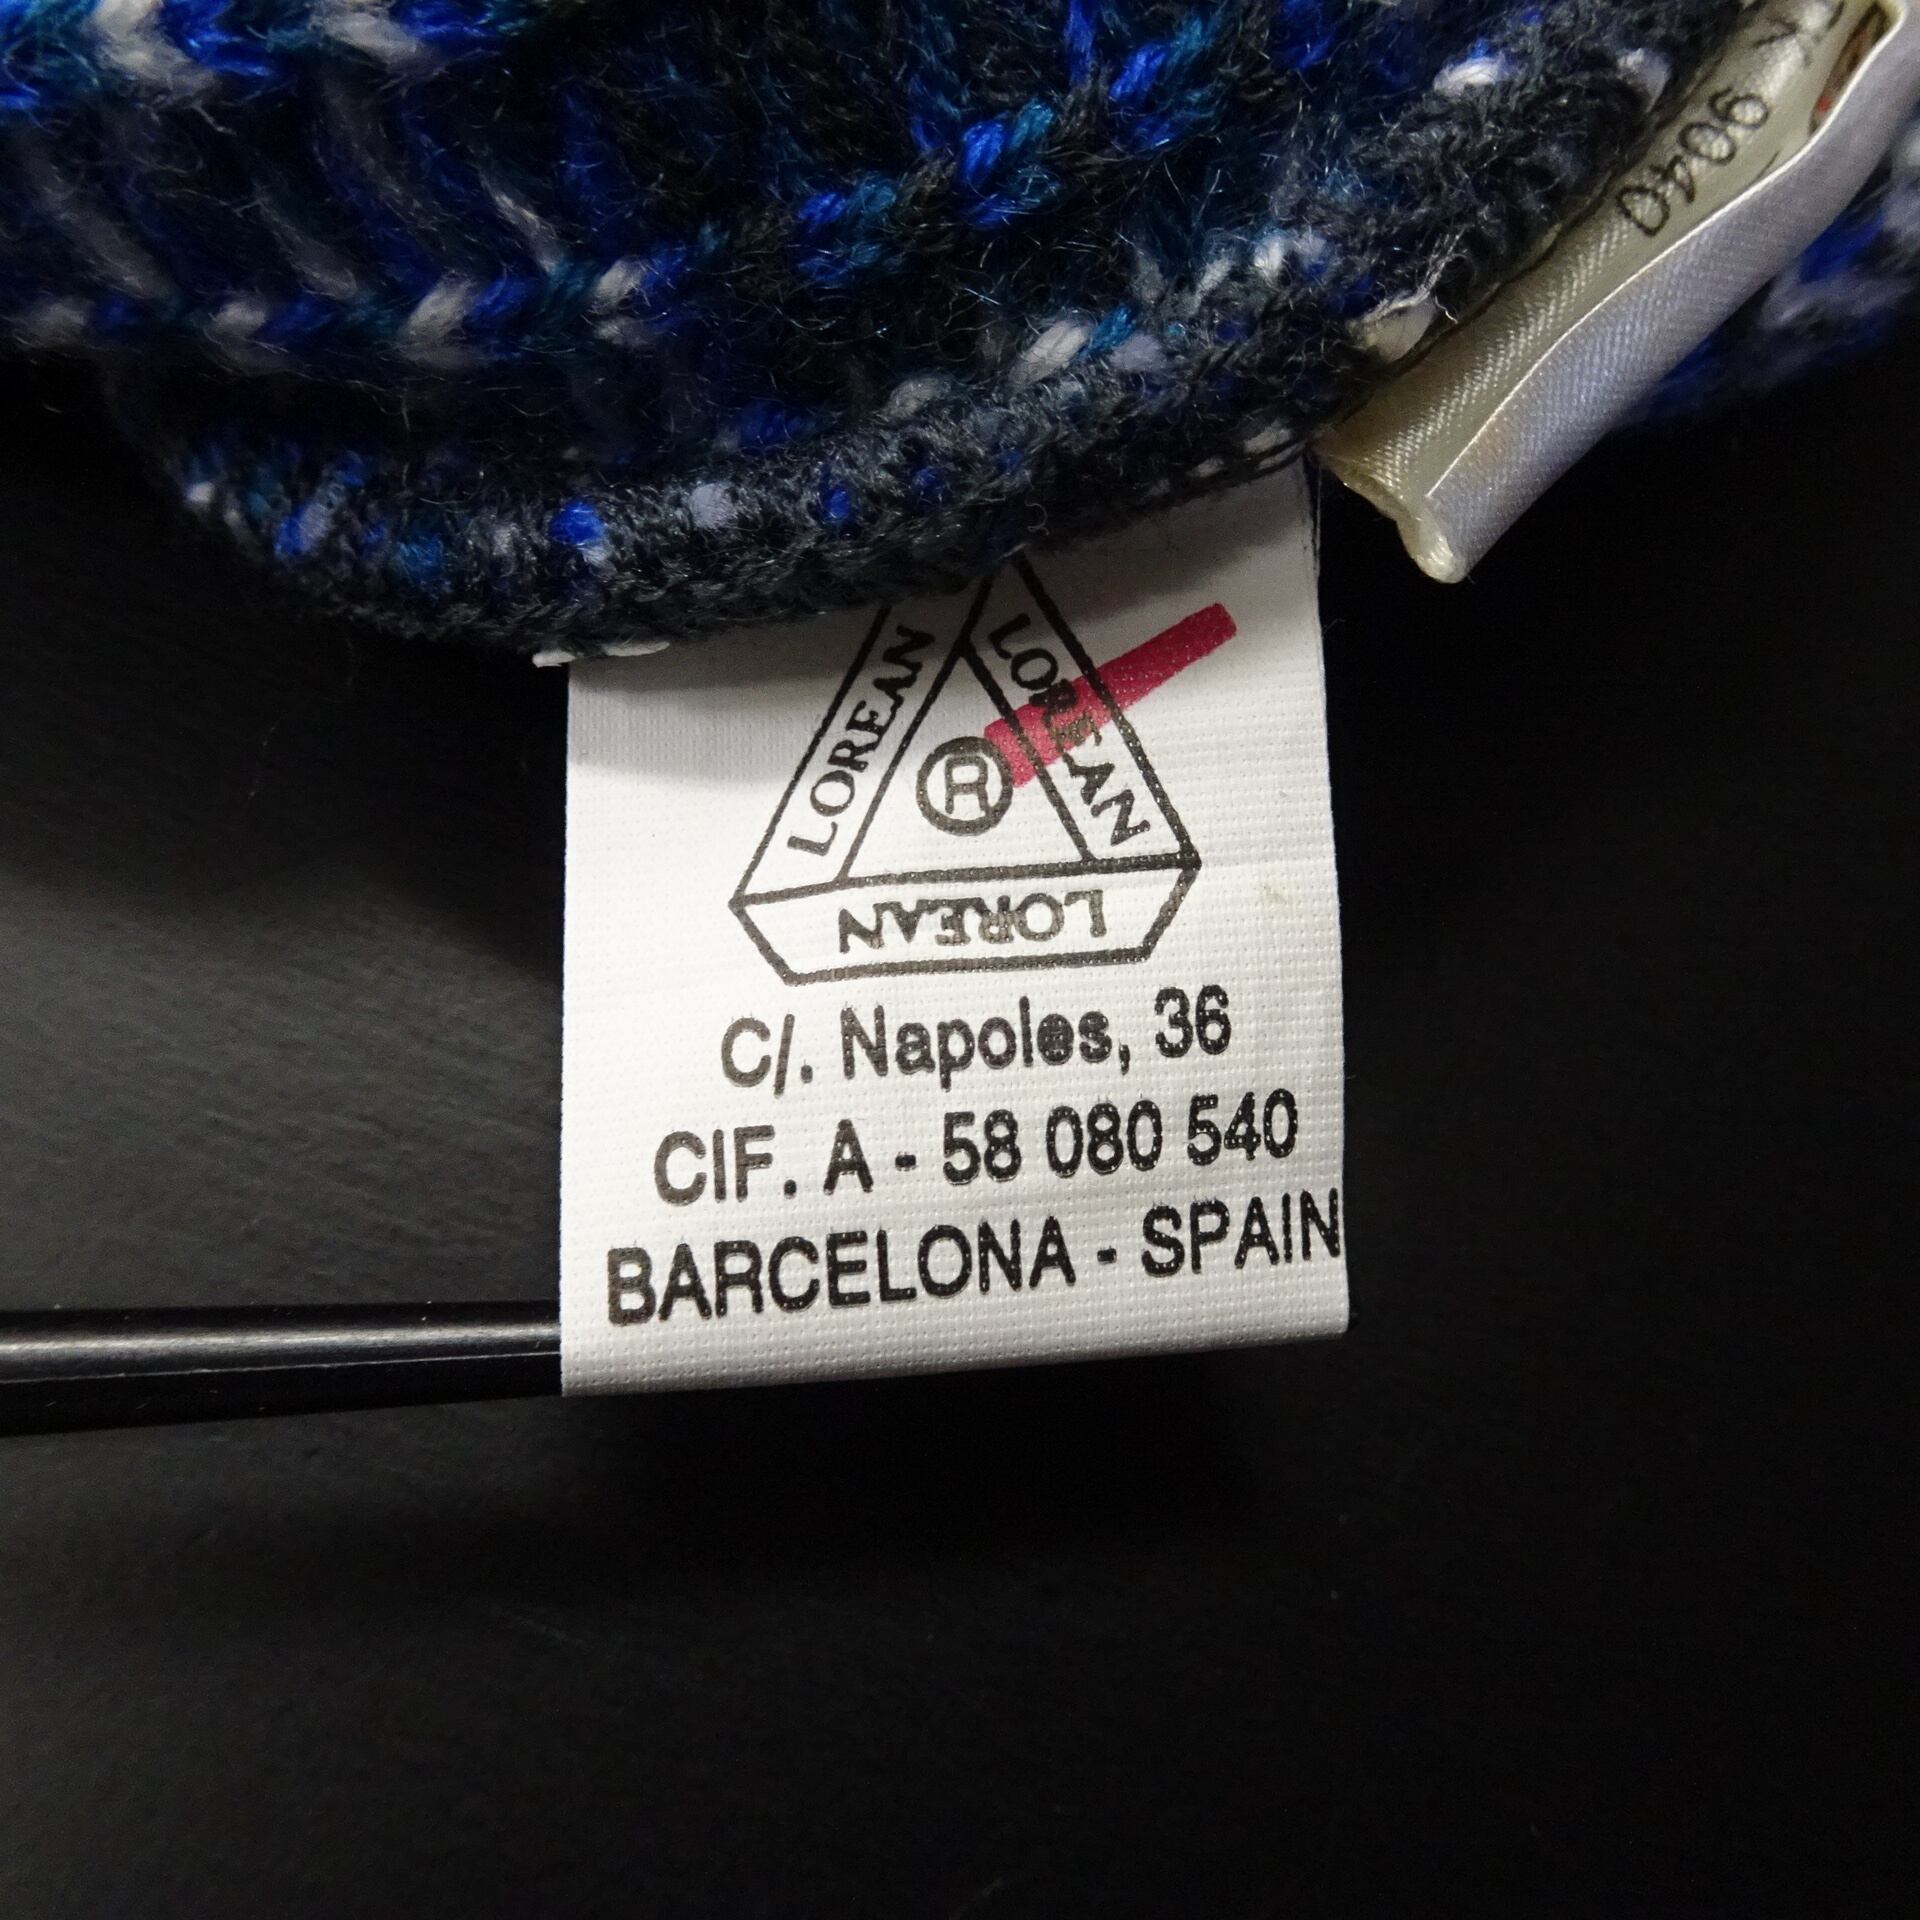 9040
LOREAN
LOREAN
®
LOREAN
C/. Napoles, 36
CIF. A - 58 080 540
BARCELONA - SPAIN